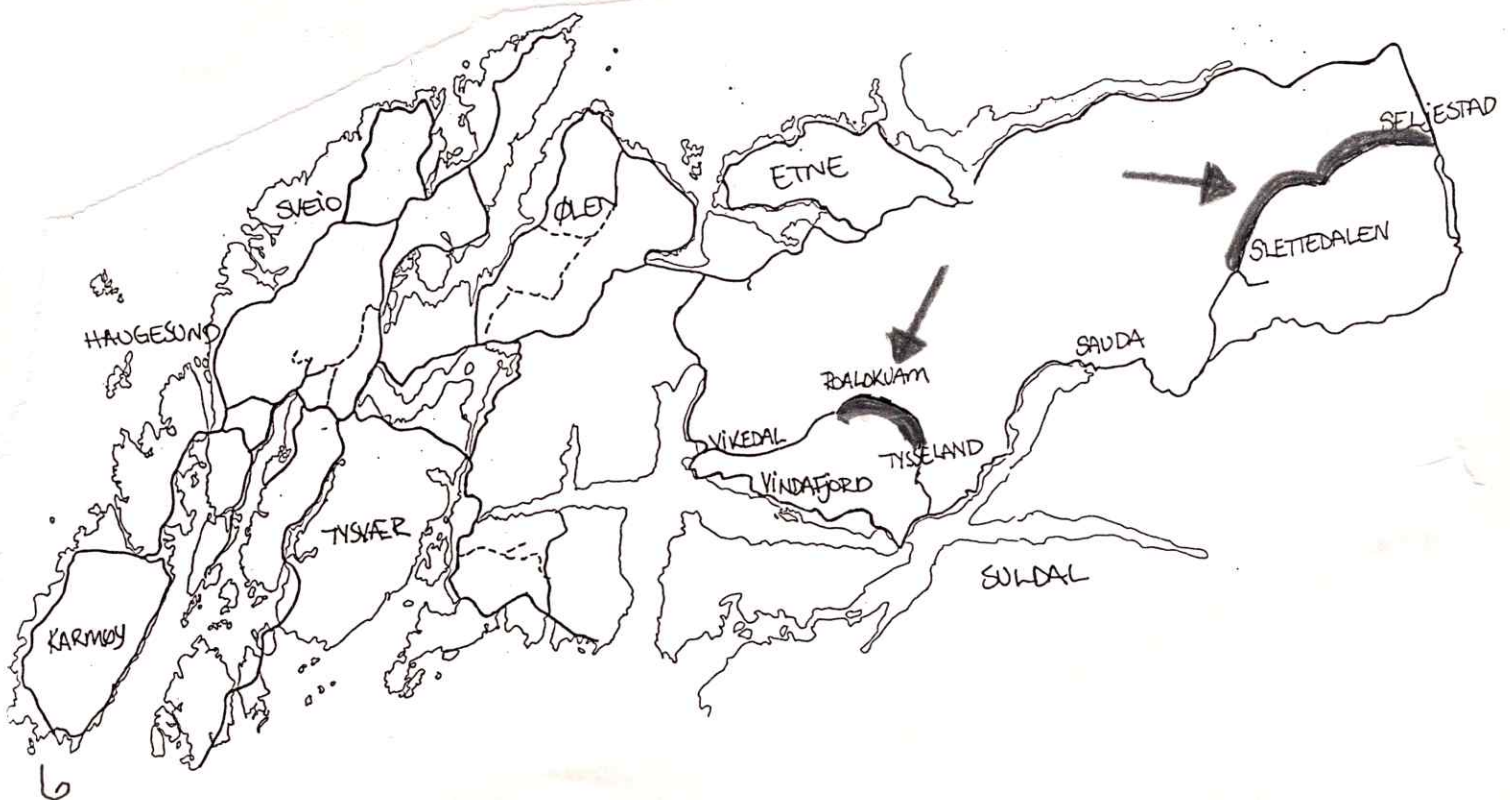 SELJESTAD
ETNE
SVEIO
ØLEN
SLETTEDALEN
HAUGESUND
SAUDA
ROALDKVAM
VIKEDAL
TYSSELAND
VINDAFJORD
TYSVÆR
SULDAL
KARMØY